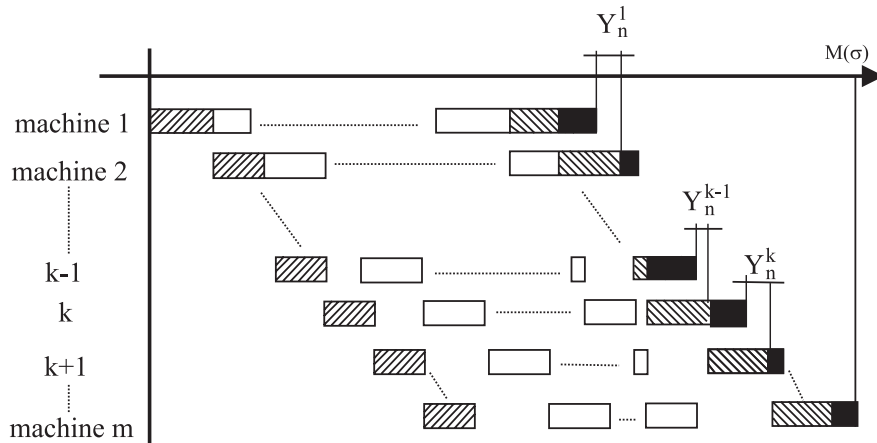 Y_n^1
M(σ)
machine 1
machine 2
Y_n^{k-1}
k-1
Y_n^k
k
k+1
machine m